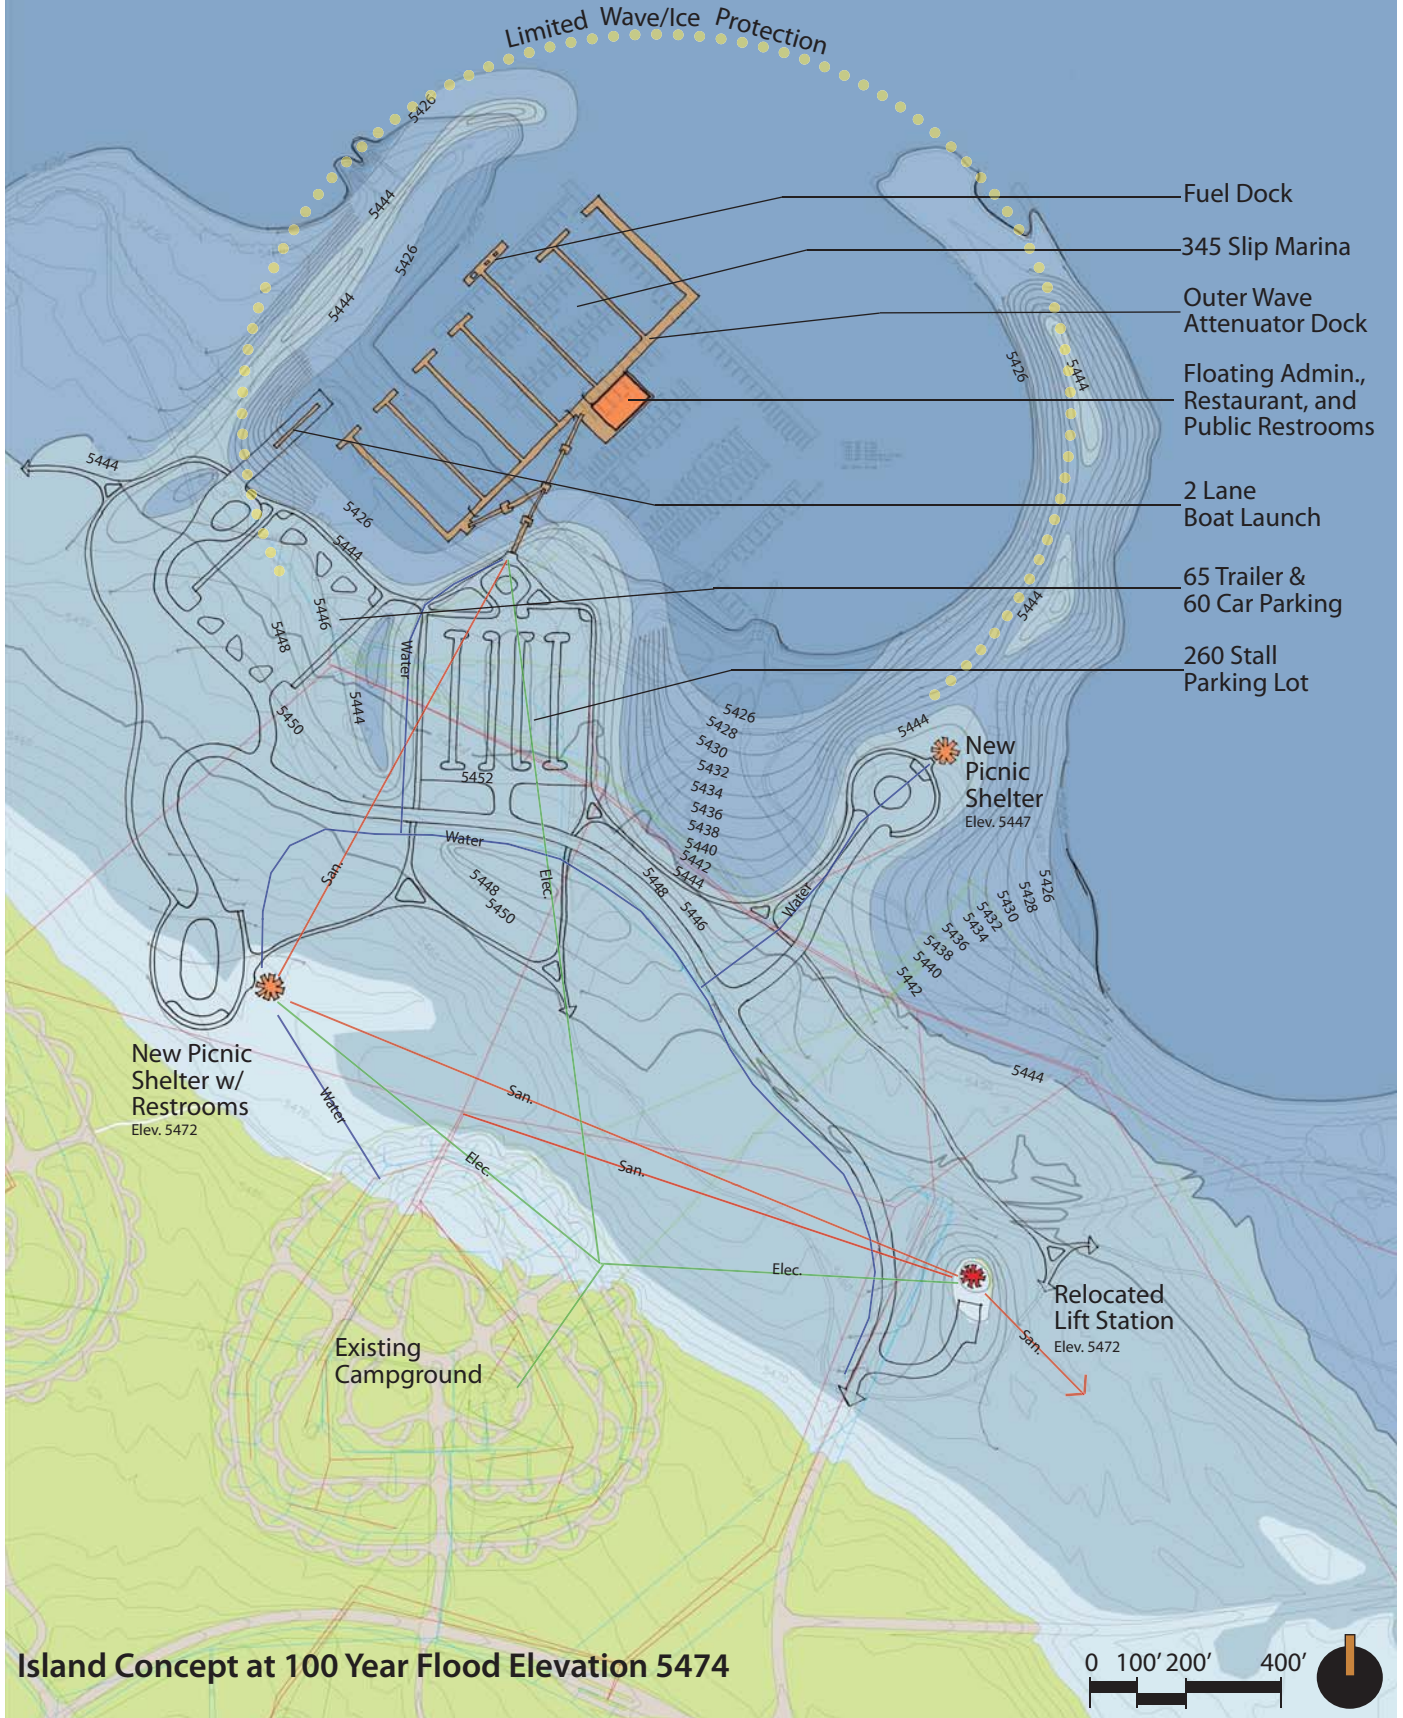 Limited Wave/Ice Protection
Fuel Dock
345 Slip Marina
Outer Wave
Attenuator Dock
Floating Admin.,
Restaurant, and
Public Restrooms
2 Lane
Boat Launch
65 Trailer &
60 Car Parking
260 Stall
Parking Lot
5426
5444
5426
5444
5426
5444
5444
5426
5444
5444
5446
5448
Water
5444
5450
5452
5426
5428
5430
5432
5434
5436
5438
5440
5442
5444
5444
New
Picnic
Shelter
Elev. 5447
Water
San.
Elec.
5448
5450
5448
5446
Water
5426
5428
5430
5432
5434
5436
5438
5440
5442
New Picnic
Shelter w/
Restrooms
Elev. 5472
Water
San.
5444
Elec.
San.
Elec.
Relocated
Lift Station
Elev. 5472
San.
Existing
Campground
Island Concept at 100 Year Flood Elevation 5474
0 100' 200' 400'